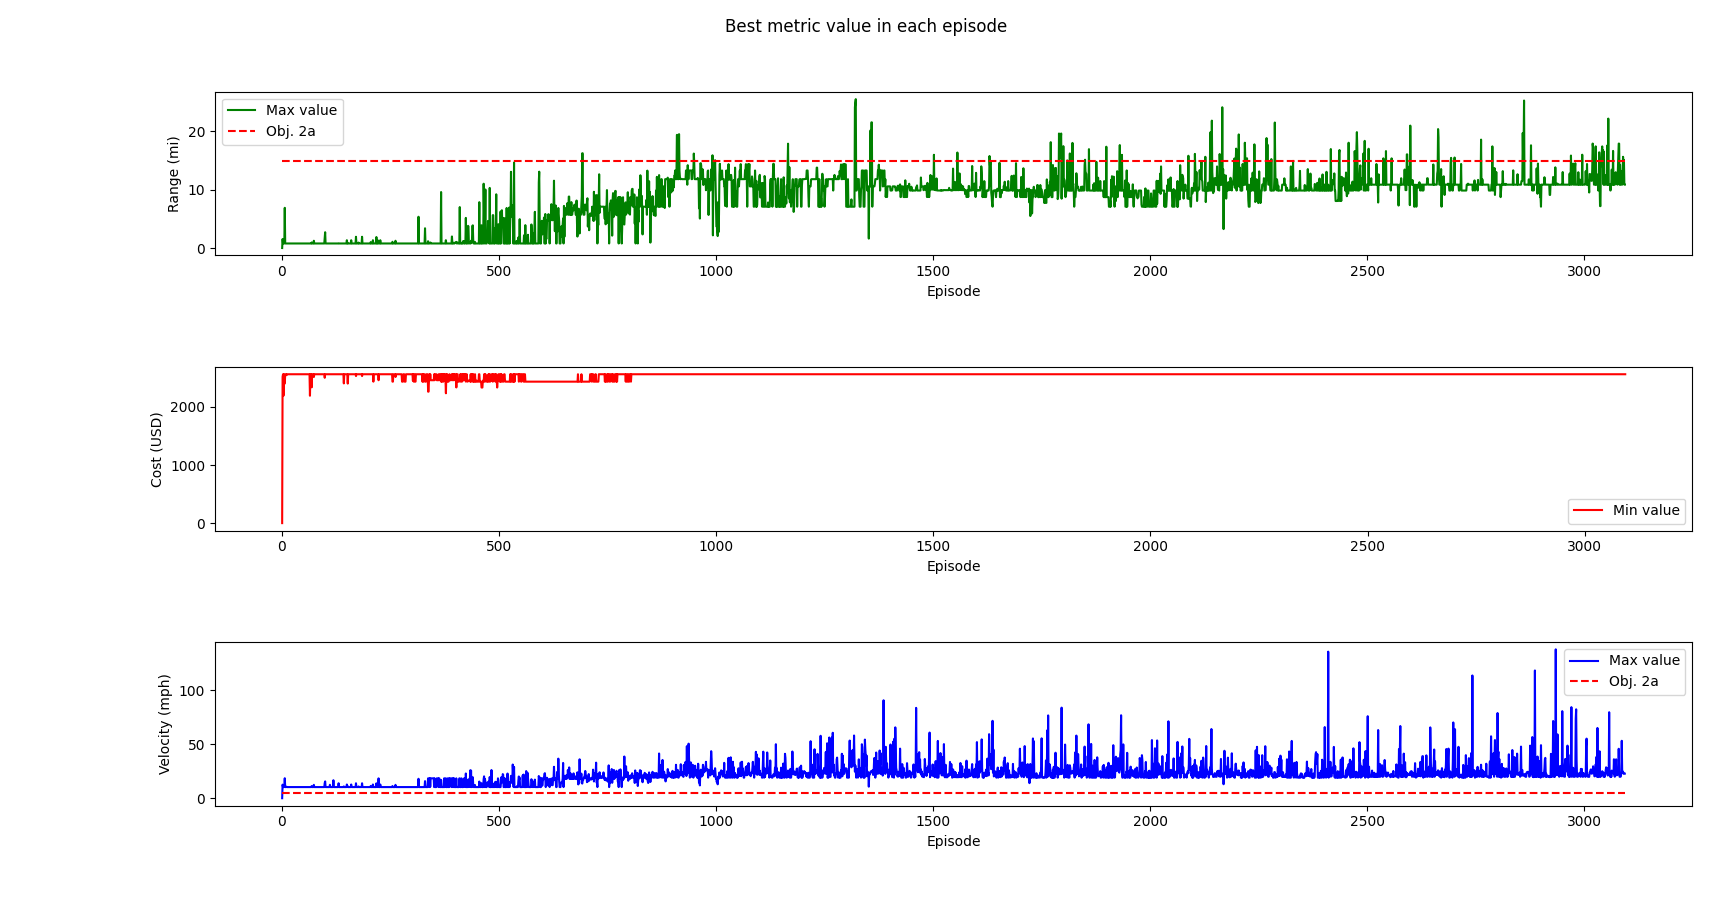 Best metric value in each episode
Max value
Obj. 2a
20
10
0
Range (mi)
0 500 1000 1500 2000 2500 3000
Episode
2000
1000
0
Cost (USD)
Min value
0 500 1000 1500 2000 2500 3000
Episode
Max value
Obj. 2a
100
50
0
Velocity (mph)
0 500 1000 1500 2000 2500 3000
Episode